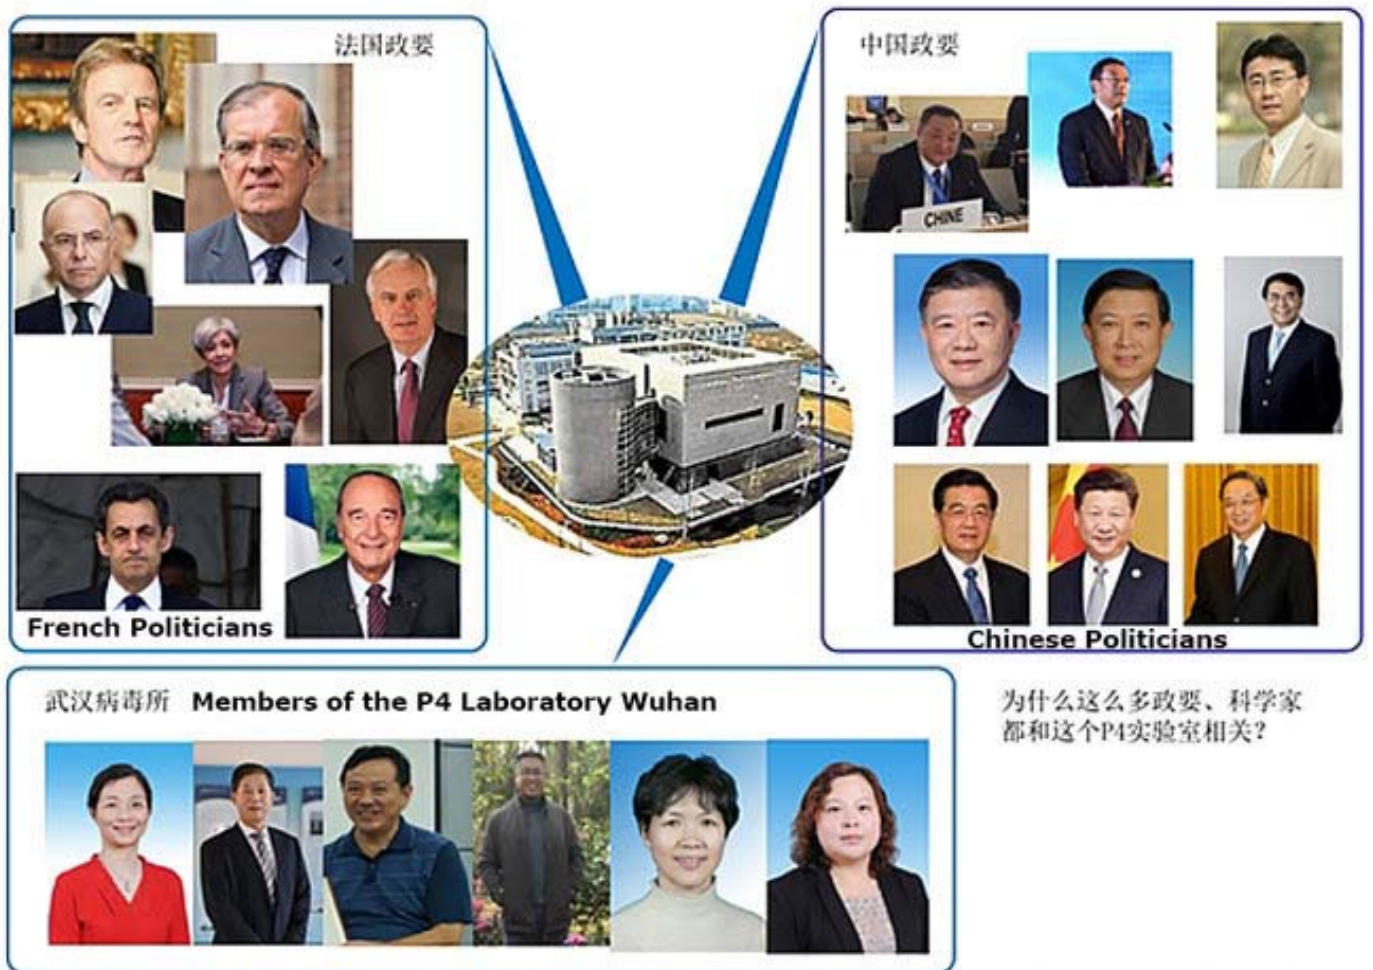 法国政要
中国政要
CHINE
French Politicians
Chinese Politicians
武汉病毒所 Members of the P4 Laboratory Wuhan
为什么这么多政要、科学家
都和这个P4实验室相关？